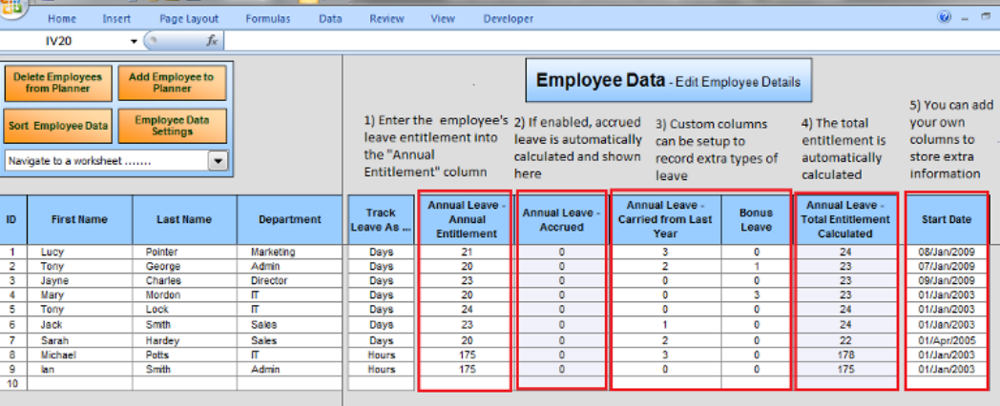 Home Insert Page Layout Formulas Data Review View Developer
IV20 fx
Delete Employees from Planner
Add Employee to Planner
Sort Employee Data
Employee Data Settings
Navigate to a worksheet .......
Employee Data - Edit Employee Details
1) Enter the employee's
leave entitlement into
the "Annual
Entitlement" column
2) If enabled, accrued
leave is automatically
calculated and shown
here
3) Custom columns
can be setup to
record extra types of
leave
4) The total
entitlement is
automatically
calculated
5) You can add
your own
columns to
store extra
information
ID First Name Last Name Department Track Leave As ... Annual Leave - Annual Entitlement Annual Leave - Accrued Annual Leave - Carried from Last Year Bonus Leave Annual Leave - Total Entitlement Calculated Start Date
1 Lucy Pointer Marketing Days 21 0 3 0 24 08/Jan/2009
2 Tony George Admin Days 20 0 2 1 23 07/Jan/2009
3 Jayne Charles Director Days 23 0 0 0 23 09/Jan/2009
4 Mary Mordon IT Days 20 0 0 3 23 01/Jan/2003
5 Tony Lock IT Days 24 0 0 0 24 01/Jan/2003
6 Jack Smith Sales Days 23 0 1 0 24 01/Jan/2003
7 Sarah Hardey Sales Days 20 0 2 0 22 01/Apr/2005
8 Michael Potts IT Hours 175 0 3 0 178 01/Jan/2003
9 Ian Smith Admin Hours 175 0 0 0 175 01/Jan/2003
10